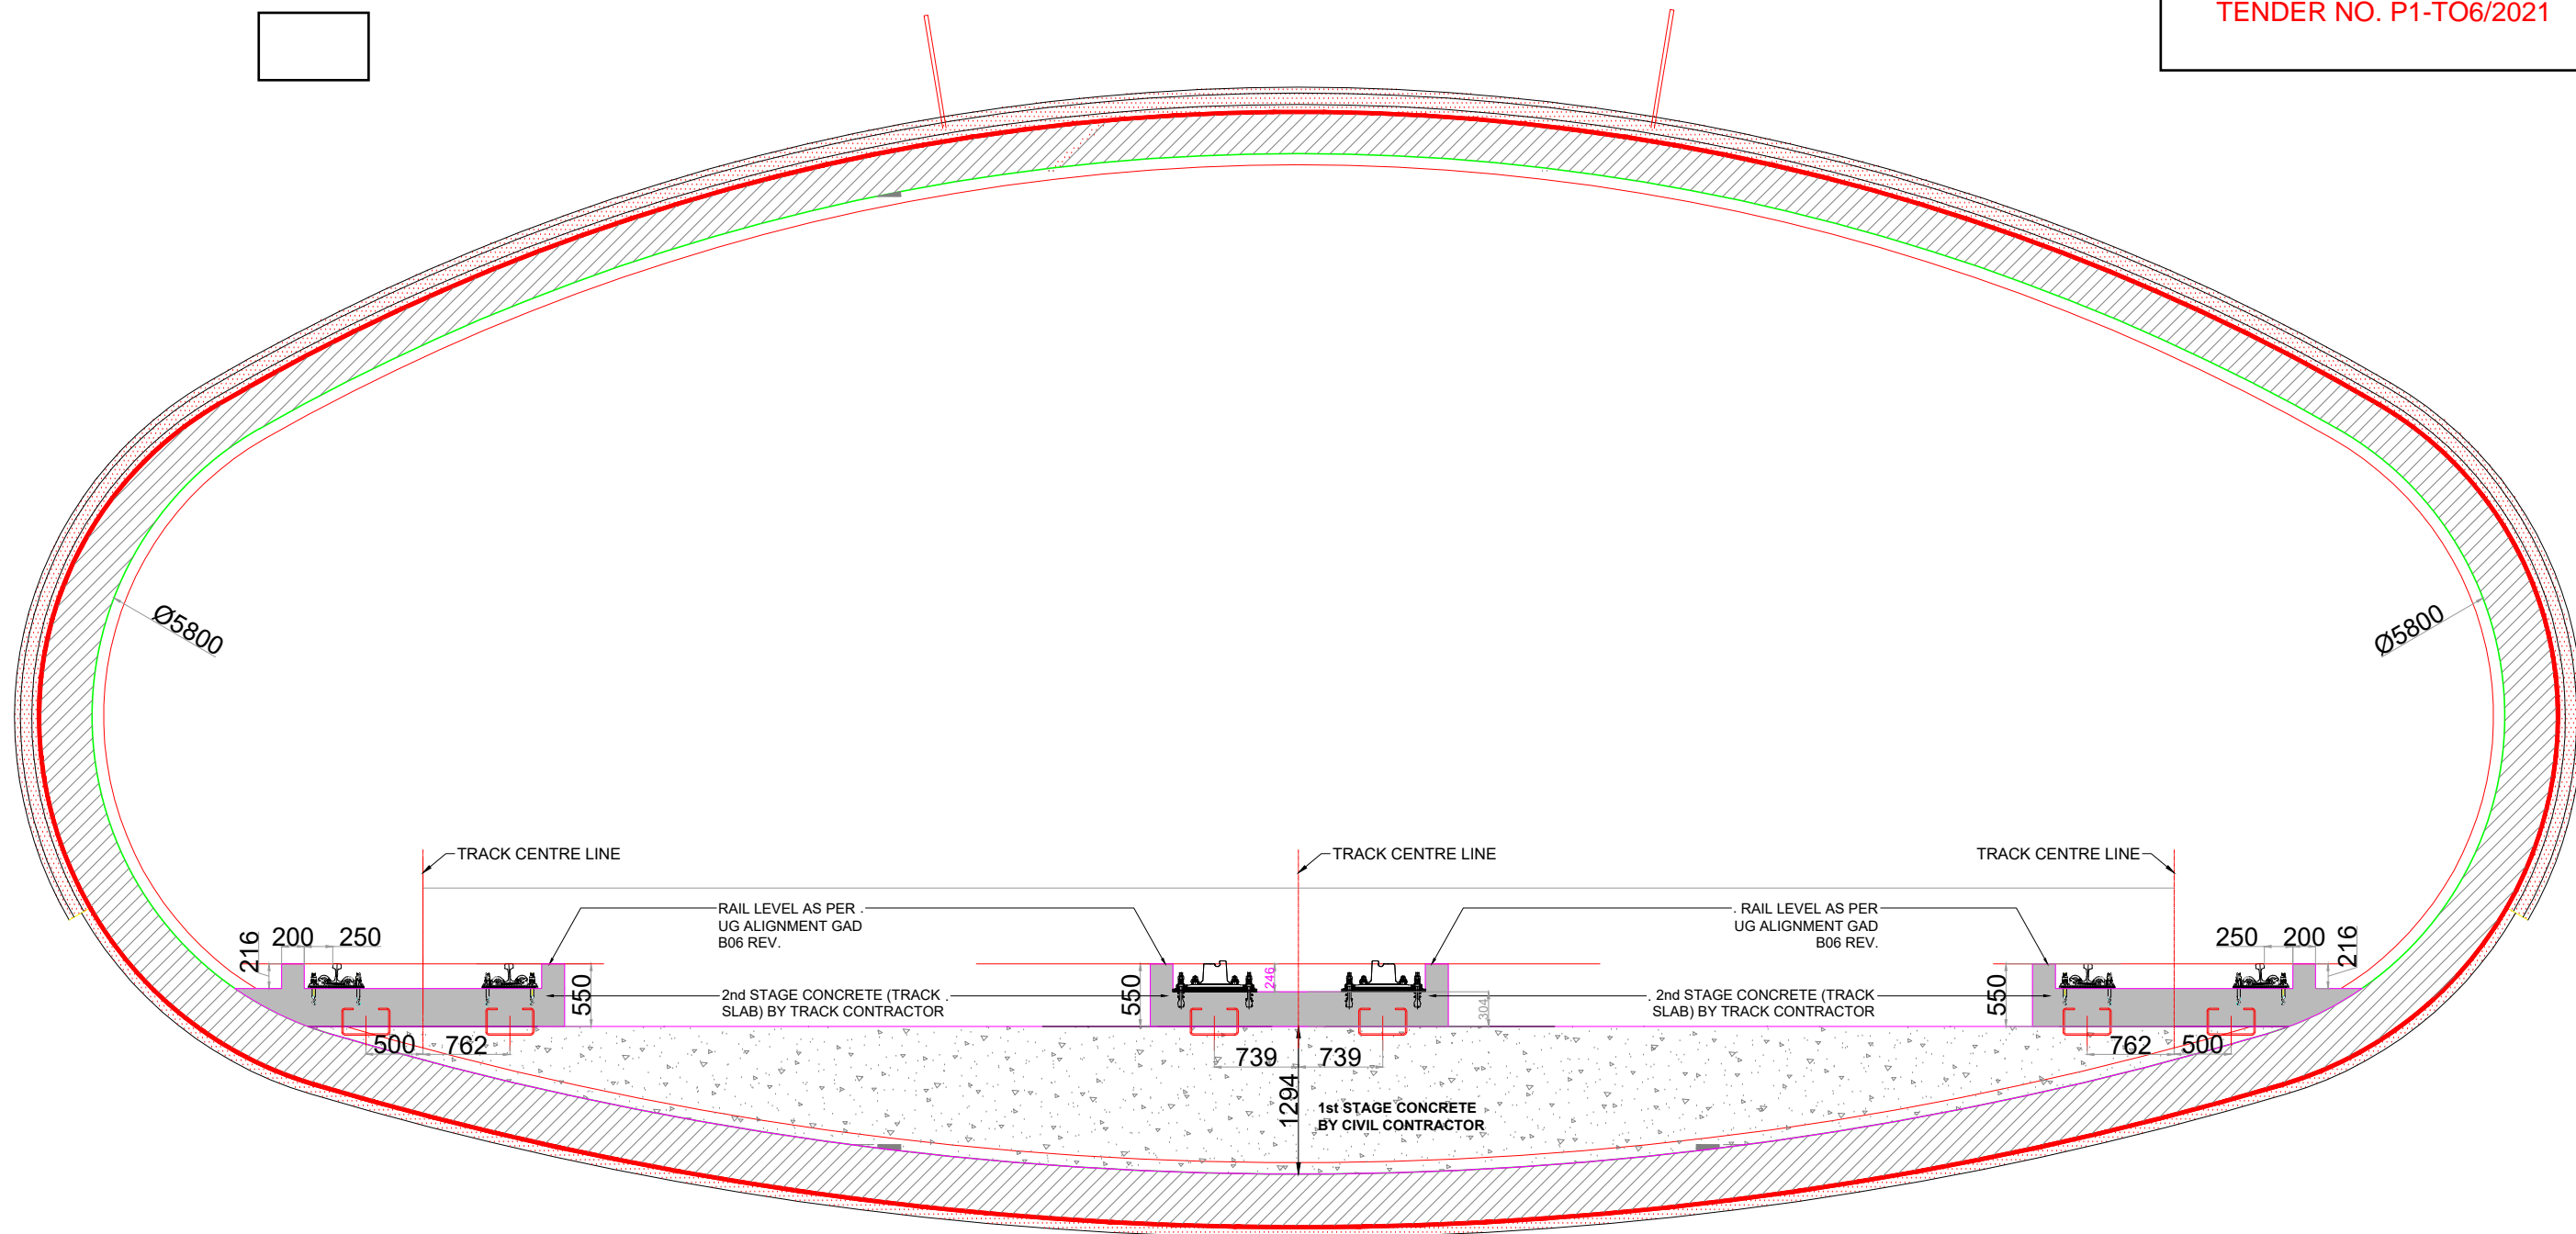 TENDER NO. P1-TO6/2021
Ø5800
Ø5800
TRACK CENTRE LINE
TRACK CENTRE LINE
TRACK CENTRE LINE
RAIL LEVEL AS PER .
UG ALIGNMENT GAD
B06 REV.
. RAIL LEVEL AS PER
UG ALIGNMENT GAD
B06 REV.
216
200
250
250
200
216
550
550
246
304
550
2nd STAGE CONCRETE (TRACK .
SLAB) BY TRACK CONTRACTOR
. 2nd STAGE CONCRETE (TRACK
SLAB) BY TRACK CONTRACTOR
500
762
739
739
762
500
1294
1st STAGE CONCRETE
BY CIVIL CONTRACTOR